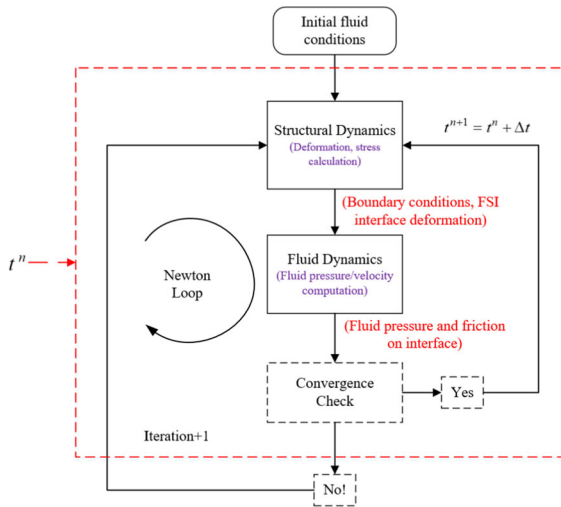 Initial fluid
conditions
Structural Dynamics
(Deformation, stress
calculation)
t^{n+1} = t^n + Δt
(Boundary conditions, FSI
interface deformation)
Fluid Dynamics
(Fluid pressure/velocity
computation)
t^n
Newton
Loop
(Fluid pressure and friction
on interface)
Convergence
Check
Yes
Iteration+1
No!